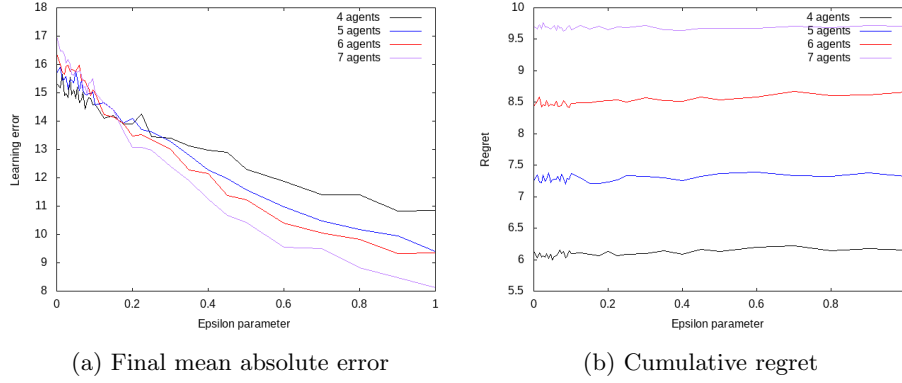 18
17
16
15
14
13
12
11
10
9
8
0
0.2
0.4
0.6
0.8
1
Learning error
Epsilon parameter
4 agents
5 agents
6 agents
7 agents
(a) Final mean absolute error
10
9.5
9
8.5
8
7.5
7
6.5
6
5.5
0
0.2
0.4
0.6
0.8
Regret
Epsilon parameter
4 agents
5 agents
6 agents
7 agents
(b) Cumulative regret